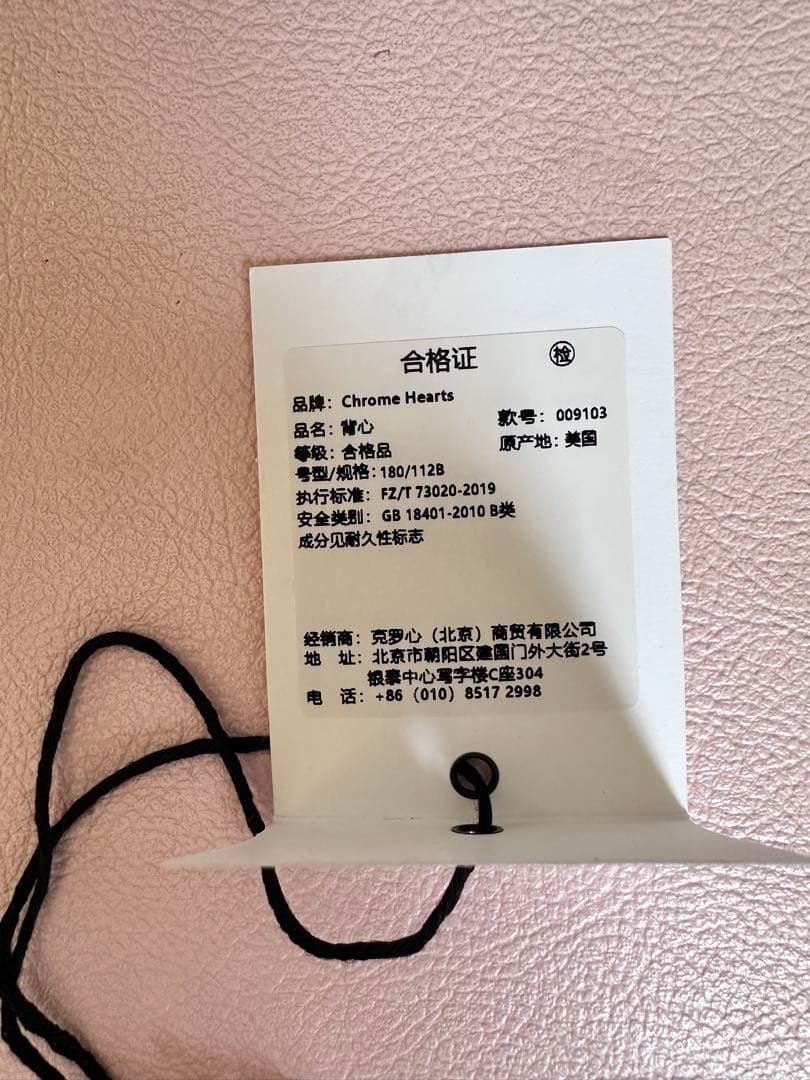 合格证 检
品牌：Chrome Hearts
品名：背心 款号：009103
等级：合格品 原产地：美国
号型/规格：180/112B
执行标准：FZ/T 73020-2019
安全类别：GB 18401-2010 B类
成分见耐久性标志
经销商：克罗心（北京）商贸有限公司
地 址：北京市朝阳区建国门外大街2号
银泰中心写字楼C座304
电 话：+86（010）8517 2998